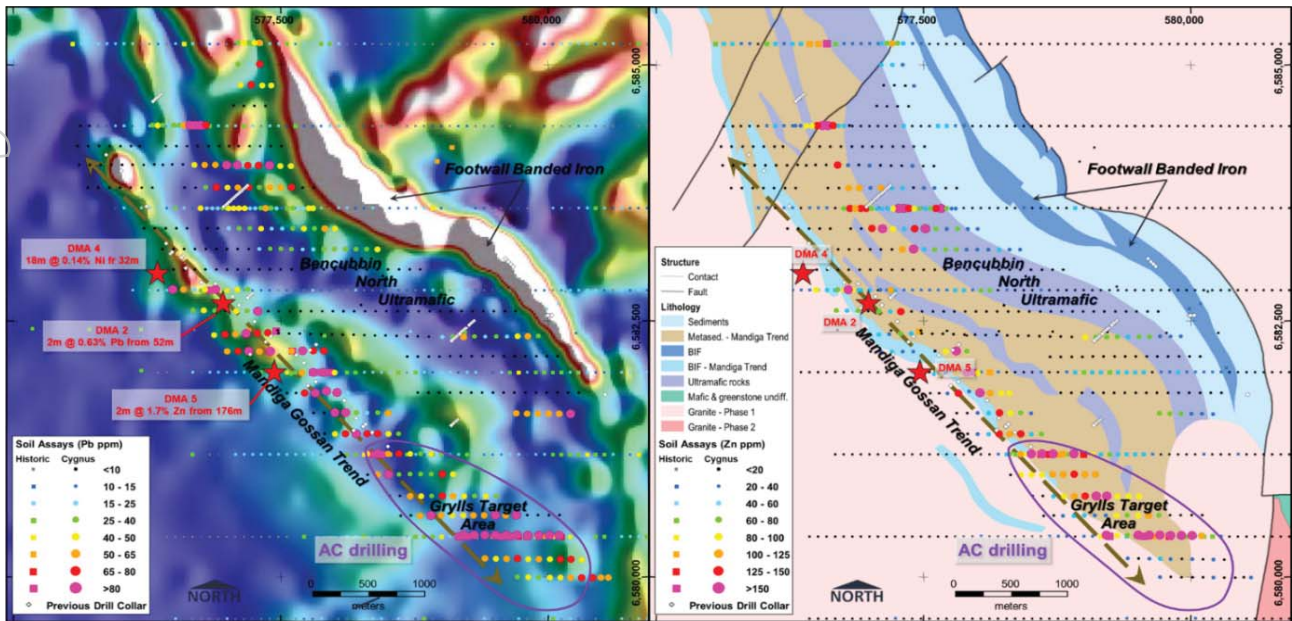 577,500
580,000
6,585,000
Footwall Banded Iron
DMA 4
18m @ 0.14% Ni fr 32m
Bencubbin
North
Ultramafic
DMA 2
2m @ 0.63% Pb from 52m
6,582,500
DMA 5
2m @ 1.7% Zn from 176m
Mandiga Gossan Trend
Soil Assays (Pb ppm)
Historic Cygnus
<10
10 - 15
15 - 25
25 - 40
40 - 50
50 - 65
65 - 80
>80
Previous Drill Collar
Grylls Target
Area
AC drilling
NORTH
0 500 1000
meters
6,580,000
577,500
580,000
6,585,000
Footwall Banded Iron
DMA 4
Bencubbin
North
Ultramafic
DMA 2
6,582,500
DMA 5
Mandiga Gossan Trend
Structure
Contact
Fault
Lithology
Sediments
Metased. - Mandiga Trend
BIF
BIF - Mandiga Trend
Ultramafic rocks
Mafic & greenstone undiff.
Granite - Phase 1
Granite - Phase 2
Soil Assays (Zn ppm)
Historic Cygnus
<20
20 - 40
40 - 60
60 - 80
80 - 100
100 - 125
125 - 150
>150
Previous Drill Collar
Grylls Target
Area
AC drilling
NORTH
0 500 1000
meters
6,580,000